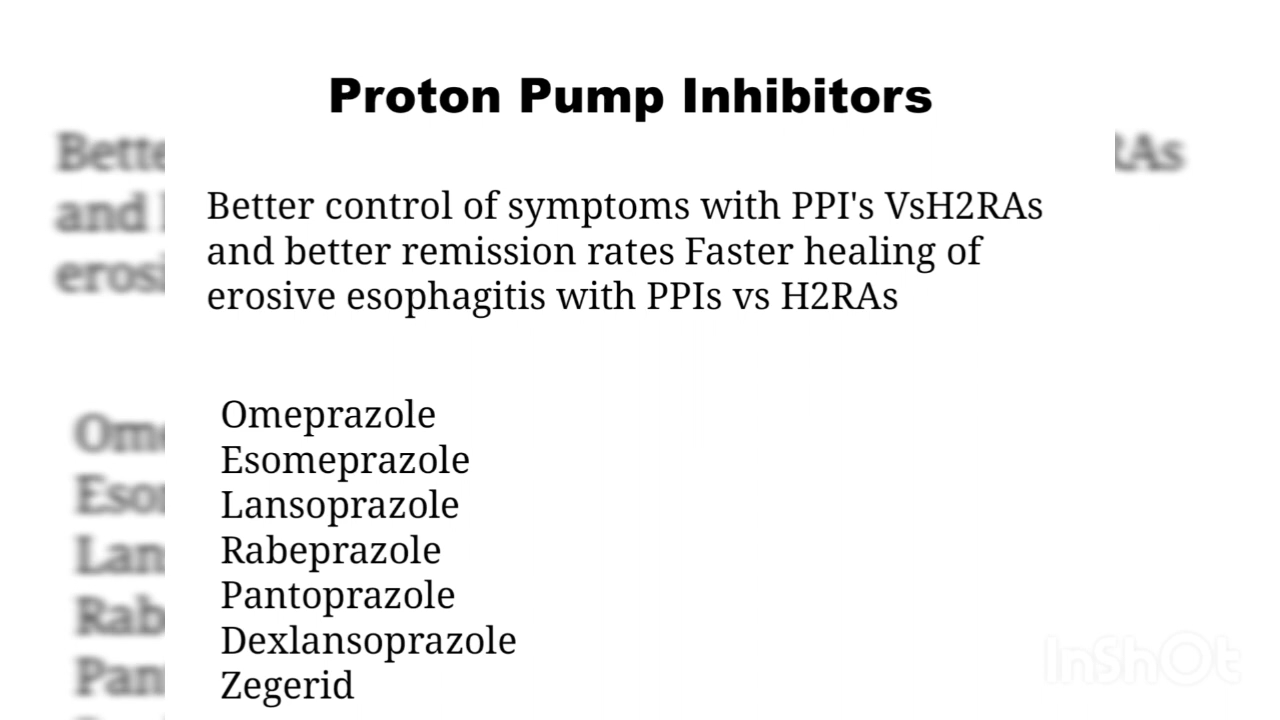 Proton Pump Inhibitors
Better control of symptoms with PPI's VsH2RAs
and better remission rates Faster healing of
erosive esophagitis with PPIs vs H2RAs
Omeprazole
Esomeprazole
Lansoprazole
Rabeprazole
Pantoprazole
Dexlansoprazole
Zegerid
InShOt